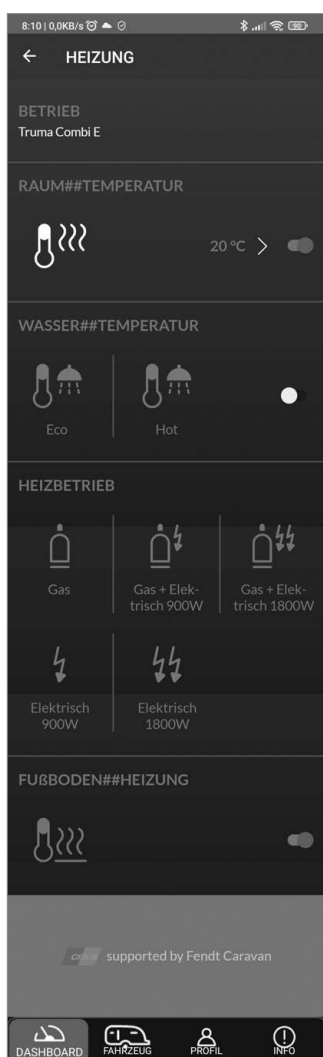 8:10 | 0,0KB/s
90
HEIZUNG
BETRIEB
Truma Combi E
RAUM##TEMPERATUR
20 °C
WASSER##TEMPERATUR
Eco
Hot
HEIZBETRIEB
Gas
Gas + Elek-
trisch 900W
Gas + Elek-
trisch 1800W
Elektrisch
900W
Elektrisch
1800W
FUßBODEN##HEIZUNG
supported by Fendt Caravan
DASHBOARD
FAHRZEUG
PROFIL
INFO